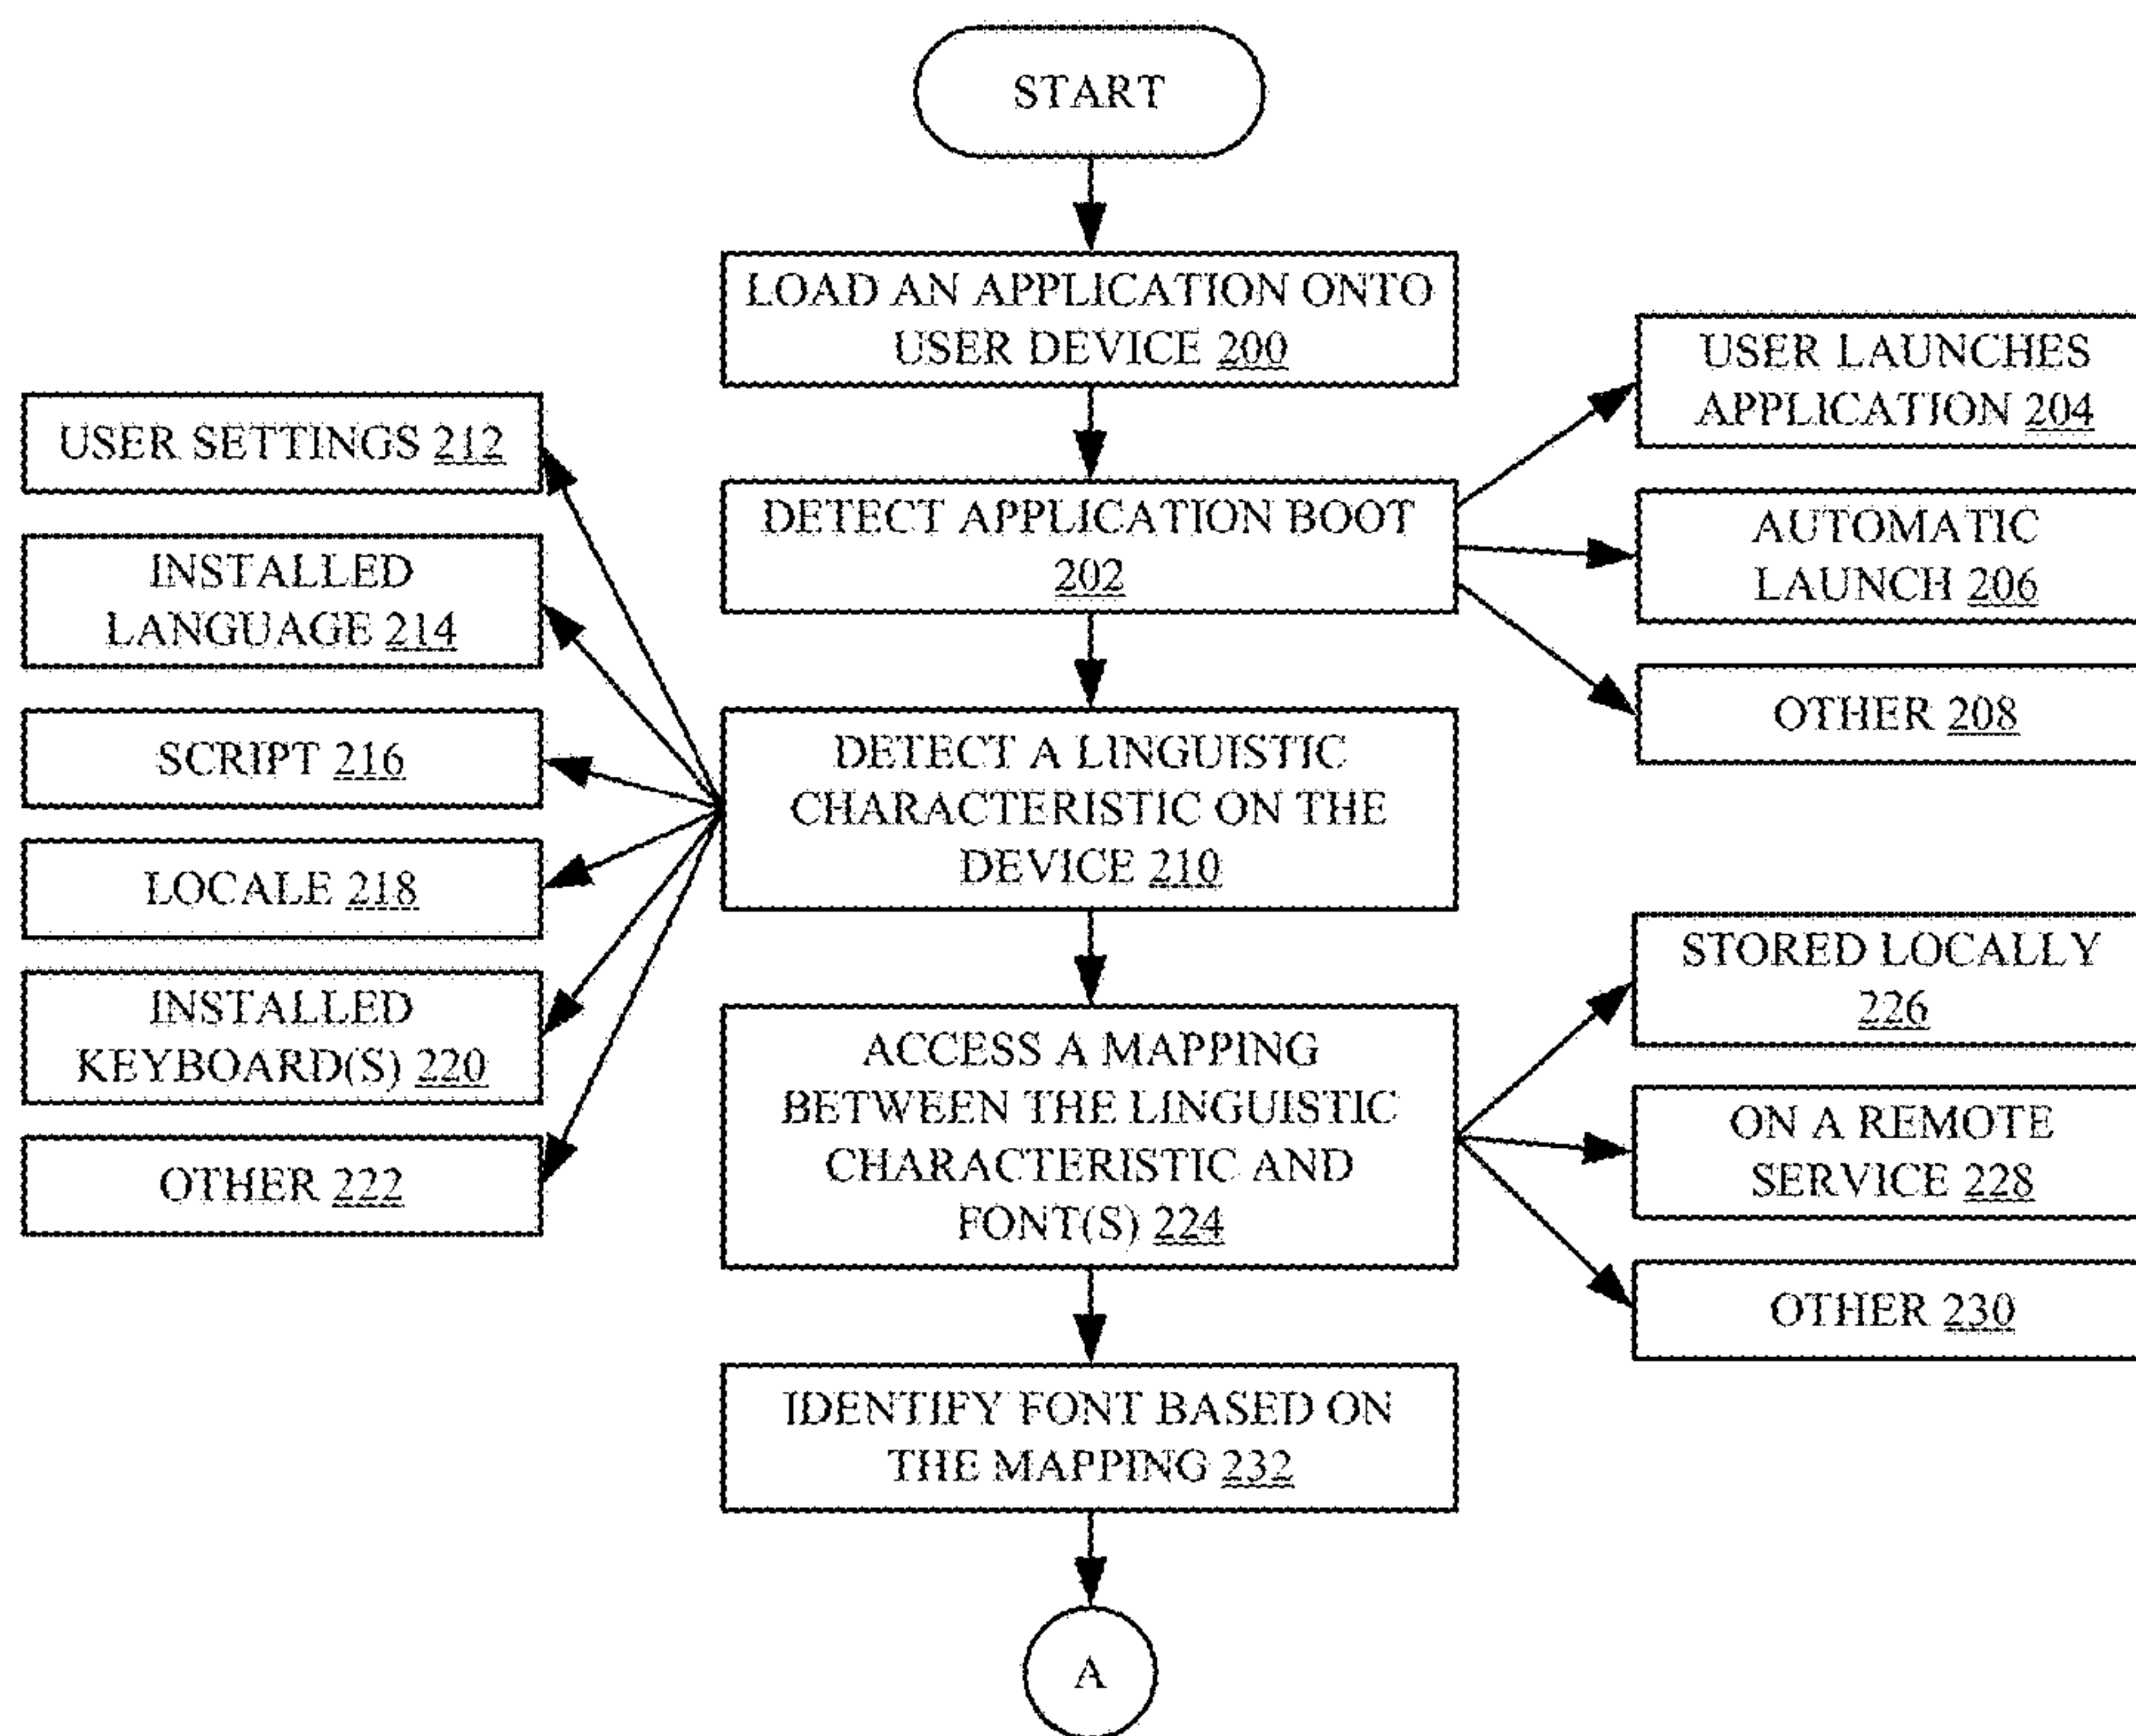 START
LOAD AN APPLICATION ONTO
USER DEVICE 200
DETECT APPLICATION BOOT
202
USER LAUNCHES
APPLICATION 204
AUTOMATIC
LAUNCH 206
OTHER 208
DETECT A LINGUISTIC
CHARACTERISTIC ON THE
DEVICE 210
USER SETTINGS 212
INSTALLED
LANGUAGE 214
SCRIPT 216
LOCALE 218
INSTALLED
KEYBOARD(S) 220
OTHER 222
ACCESS A MAPPING
BETWEEN THE LINGUISTIC
CHARACTERISTIC AND
FONT(S) 224
STORED LOCALLY
226
ON A REMOTE
SERVICE 228
OTHER 230
IDENTIFY FONT BASED ON
THE MAPPING 232
A